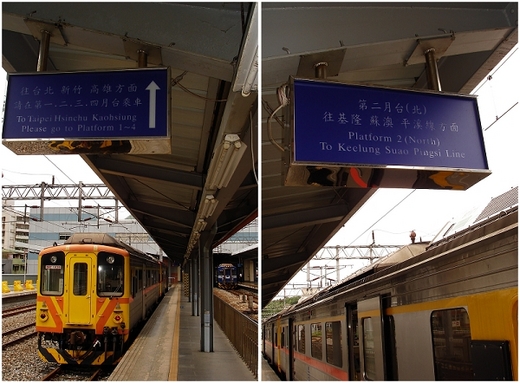 往台北 新竹 高雄方面
請在第一、二、三、四月台乘車
To Taipei Hsinchu Kaohsiung
Please go to Platform 1~4
第二月台(北)
往基隆 蘇澳 平溪線方面
Platform 2 (North)
To Keelung Suao Pingsi Line